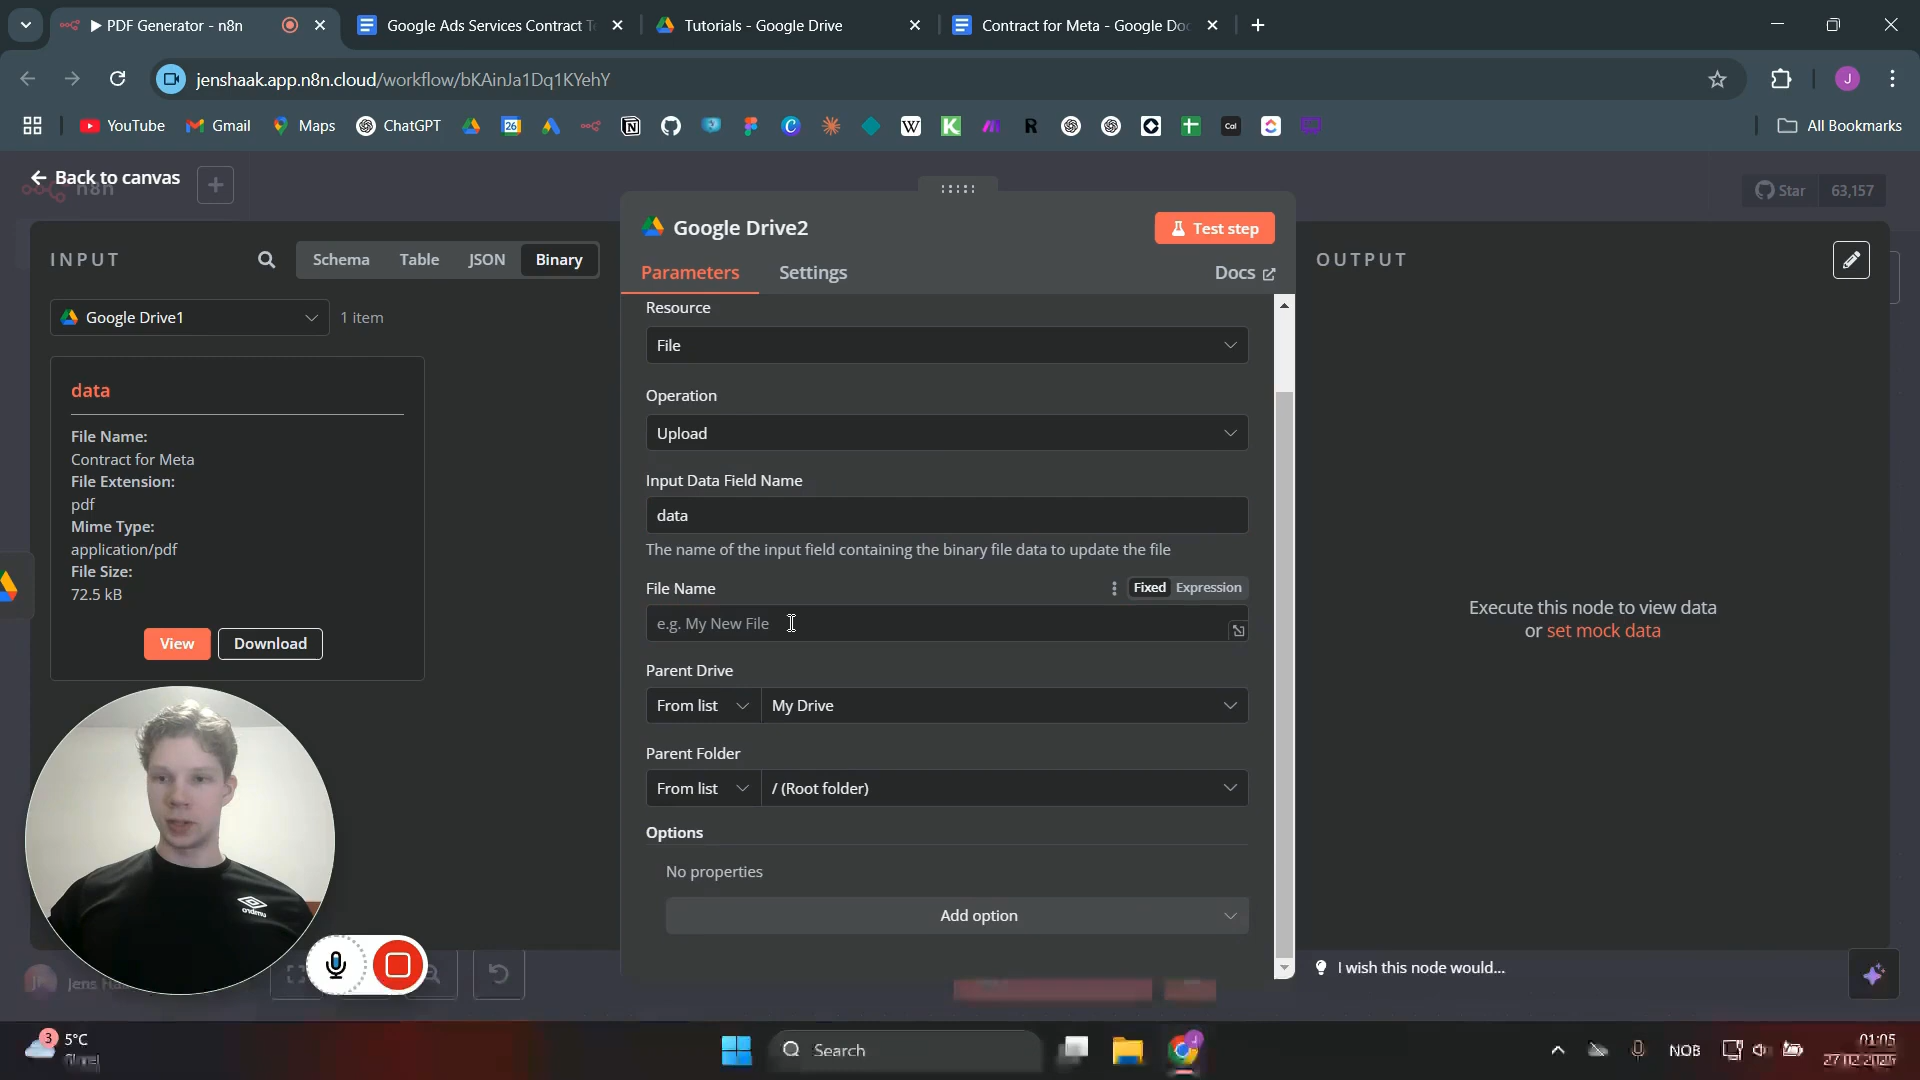 PDF Generator - n8n
Google Ads Services Contract Te
Tutorials - Google Drive
Contract for Meta - Google Doc
jenshaak.app.n8n.cloud/workflow/bKAinJa1Dq1KYehY
J
YouTube
Gmail
Maps
ChatGPT
All Bookmarks
Back to canvas
n8n
Star
63,157
INPUT
Schema
Table
JSON
Binary
Google Drive1
1 item
data
File Name:
Contract for Meta
File Extension:
pdf
Mime Type:
application/pdf
File Size:
72.5 kB
View
Download
Google Drive2
Test step
Parameters
Settings
Docs
Resource
File
Operation
Upload
Input Data Field Name
data
The name of the input field containing the binary file data to update the file
File Name
Fixed
Expression
e.g. My New File
Parent Drive
From list
My Drive
Parent Folder
From list
/ (Root folder)
Options
No properties
Add option
OUTPUT
Execute this node to view data
or set mock data
I wish this node would...
umbro
Jens
3
5°C
Search
NOB
01:05